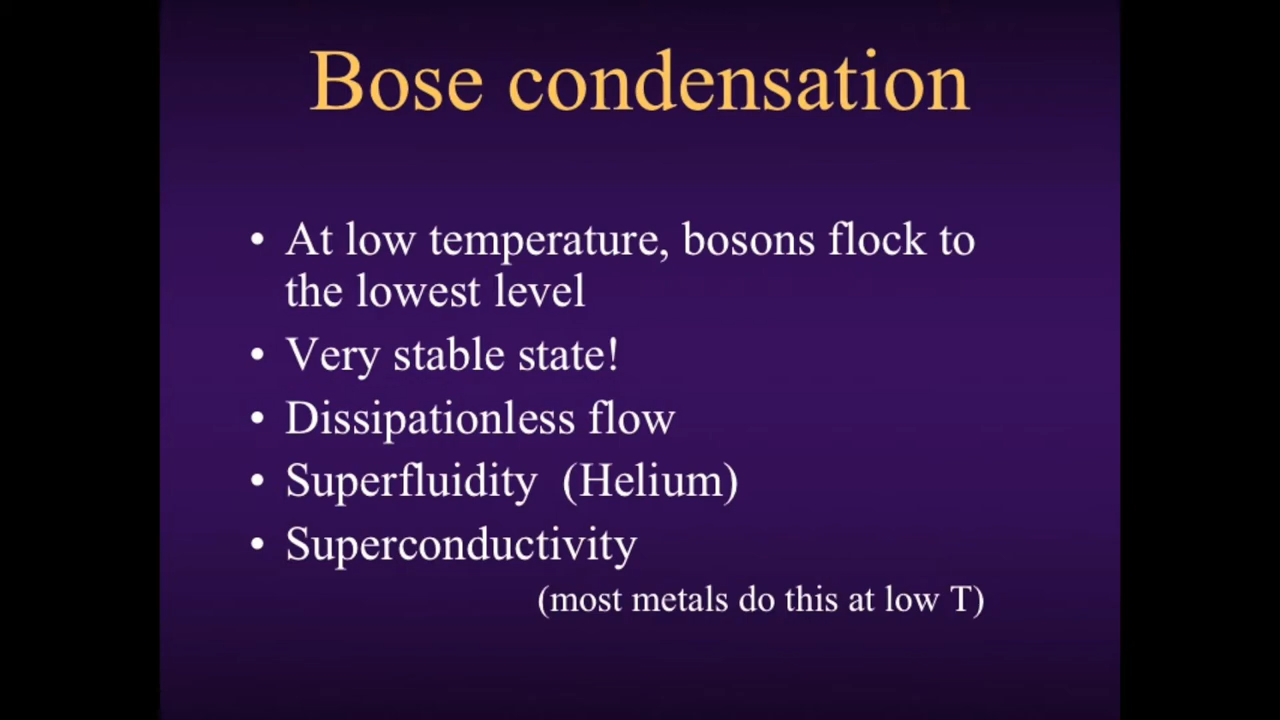 Bose condensation
• At low temperature, bosons flock to
the lowest level
• Very stable state!
• Dissipationless flow
• Superfluidity (Helium)
• Superconductivity
(most metals do this at low T)